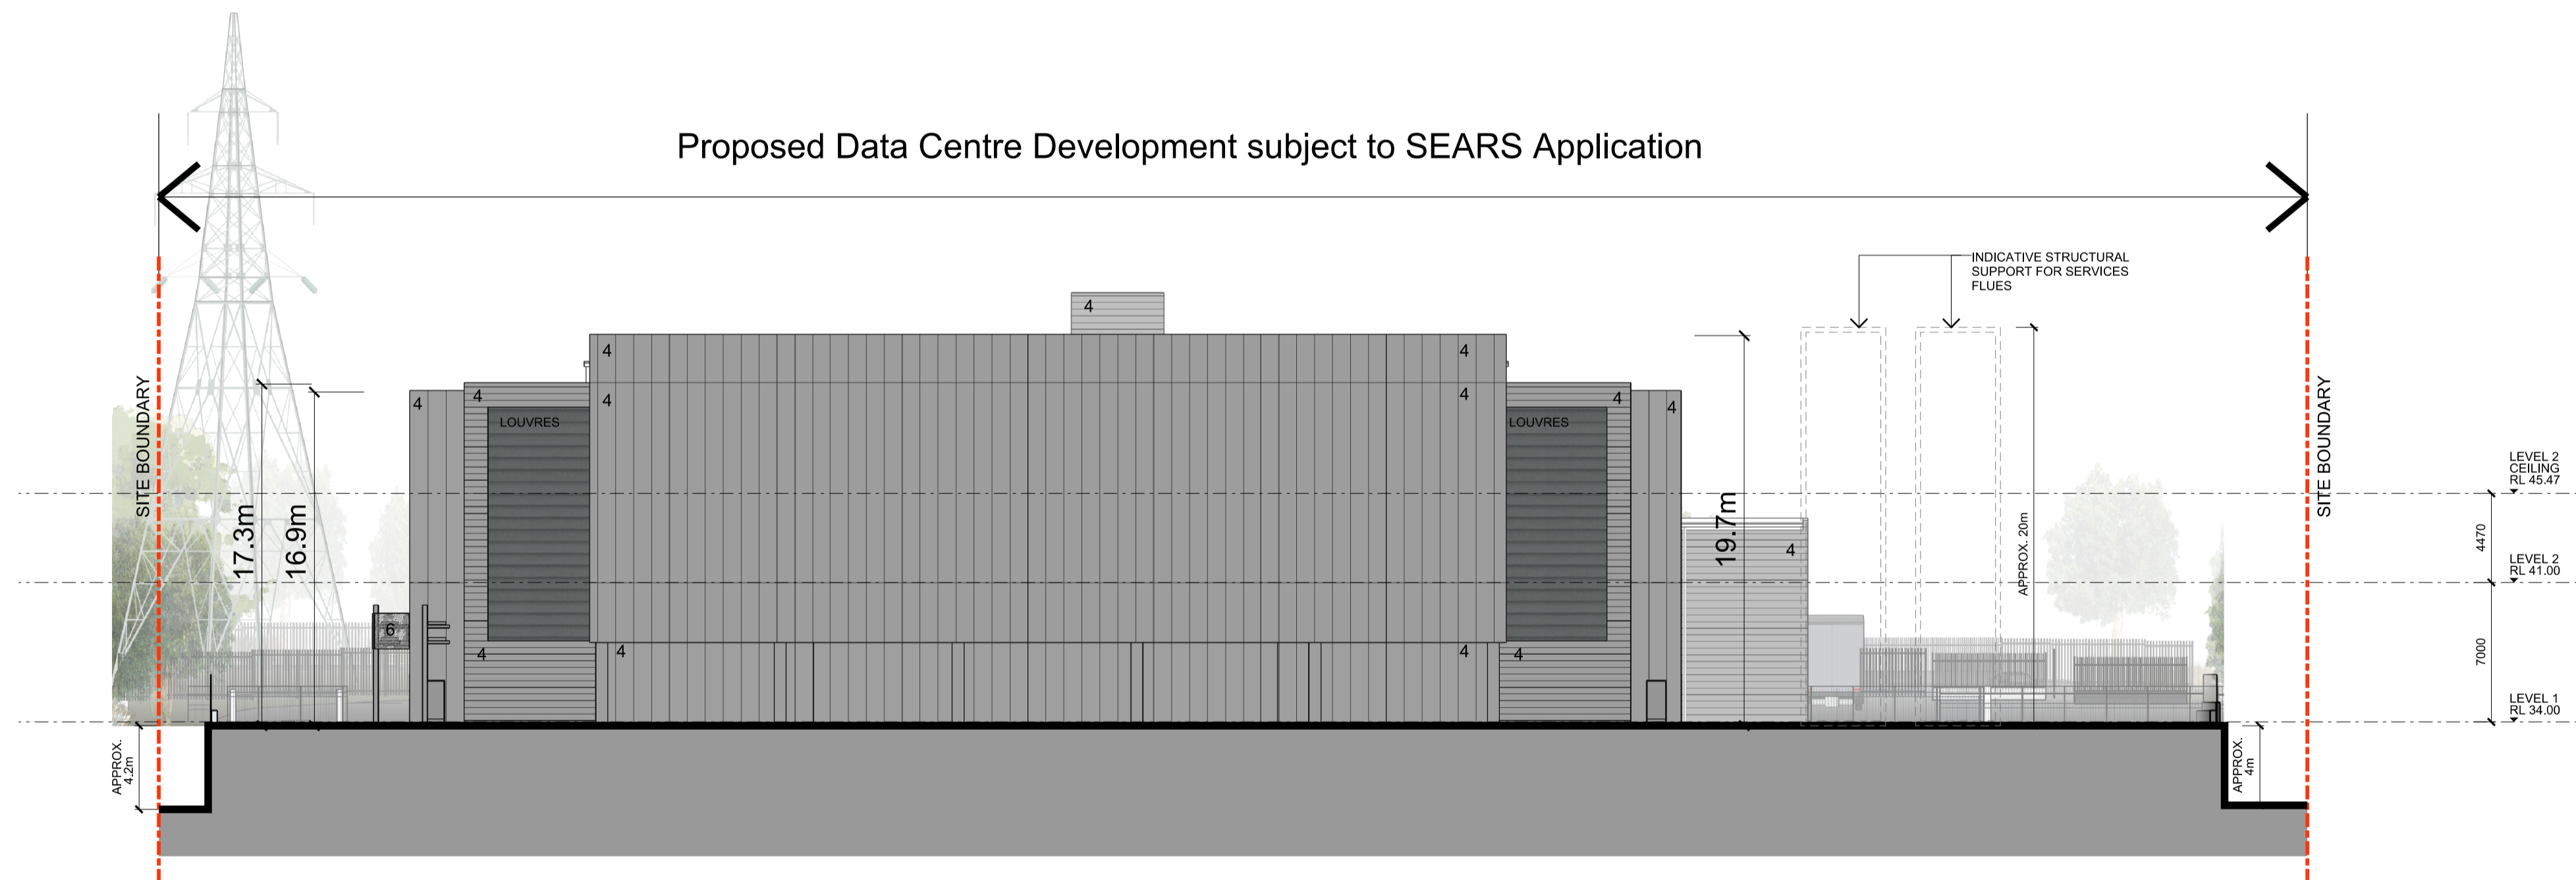 Proposed Data Centre Development subject to SEARS Application
INDICATIVE STRUCTURAL
SUPPORT FOR SERVICES
FLUES
4
4
4
4
4
4
4
4
4
4
LOUVRES
LOUVRES
SITE BOUNDARY
SITE BOUNDARY
17.3m
16.9m
19.7m
APPROX. 20m
LEVEL 2
CEILING
RL 45.47
4470
4
LEVEL 2
RL 41.00
6
7000
4
4
4
4
LEVEL 1
RL 34.00
APPROX.
4.2m
APPROX.
4m